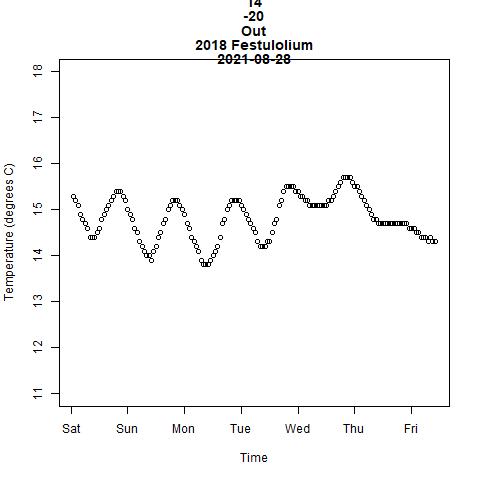 14
-20
Out
2018 Festulolium
2021-08-28
Temperature (degrees C)
18
17
16
15
14
13
12
11
Sat Sun Mon Tue Wed Thu Fri
Time